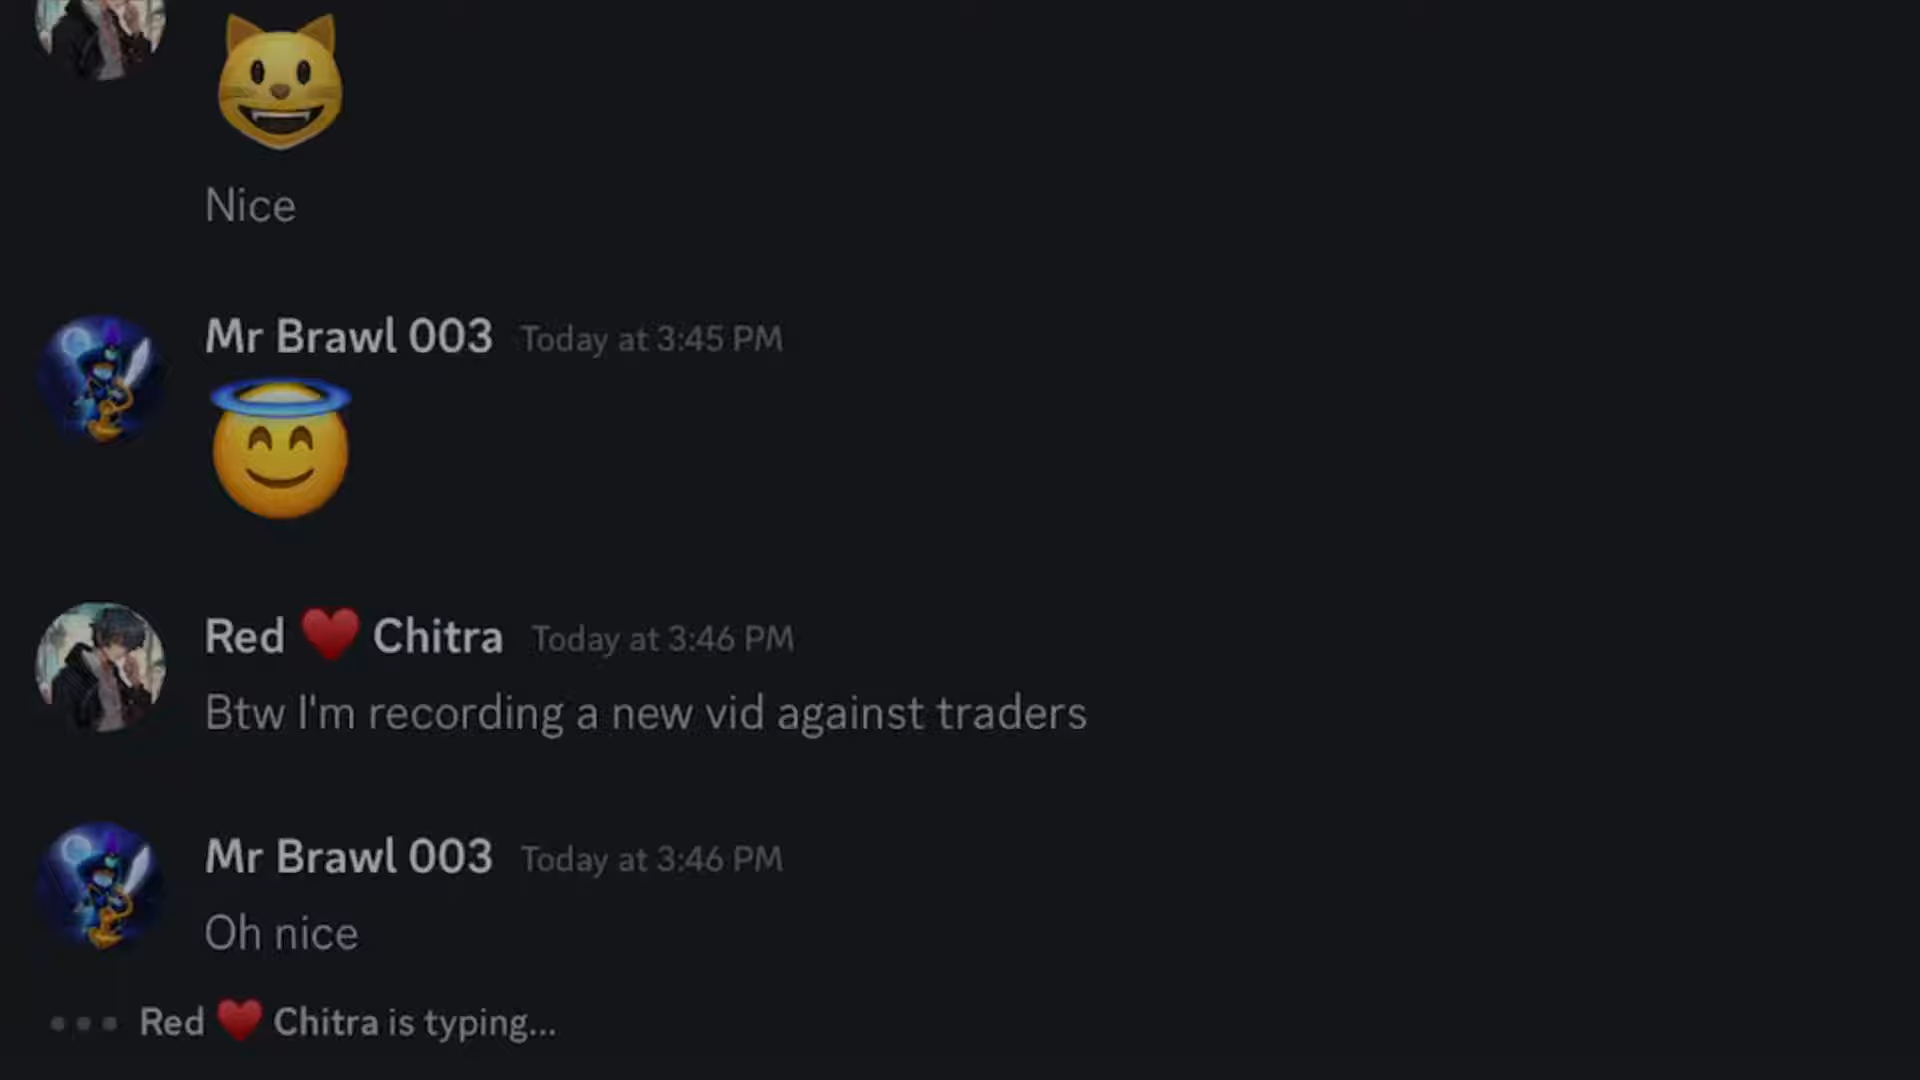 Nice
Mr Brawl 003 Today at 3:45 PM
Red ❤️ Chitra Today at 3:46 PM
Btw I'm recording a new vid against traders
Mr Brawl 003 Today at 3:46 PM
Oh nice
Red ❤️ Chitra is typing...